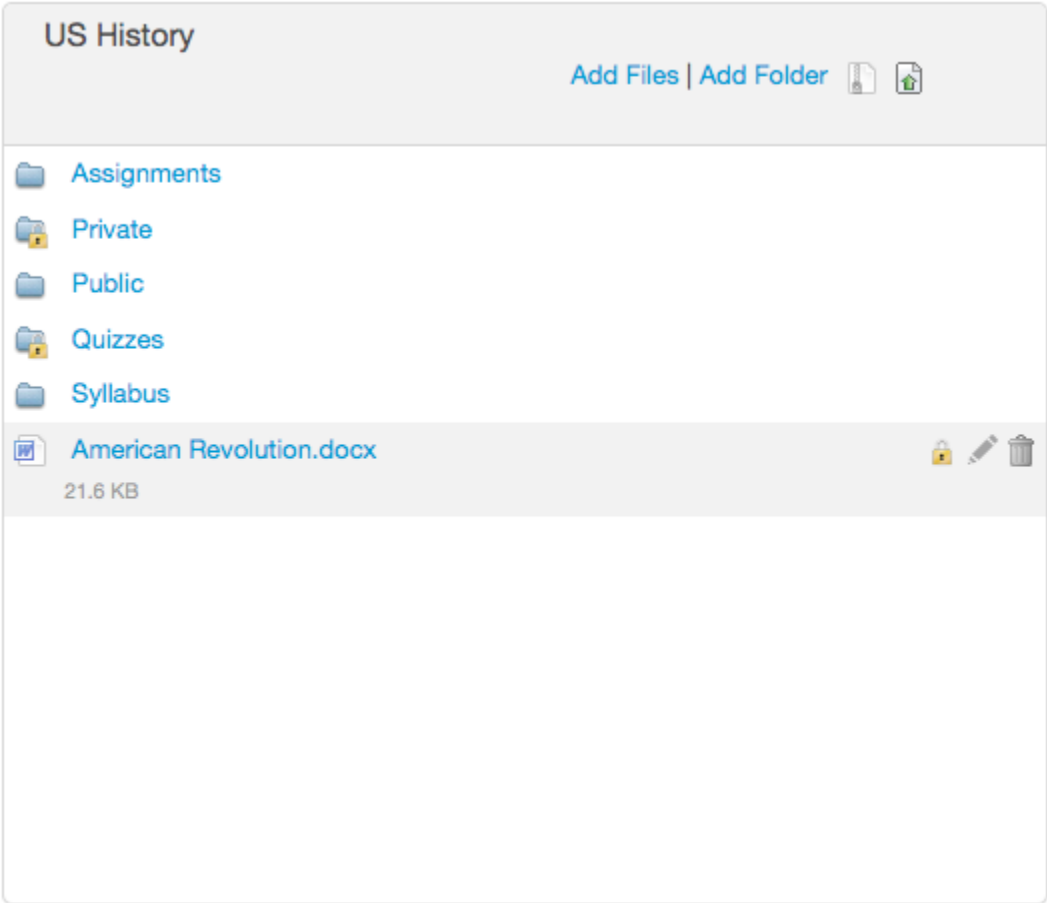 US History
Add Files | Add Folder
Assignments
Private
Public
Quizzes
Syllabus
American Revolution.docx
21.6 KB